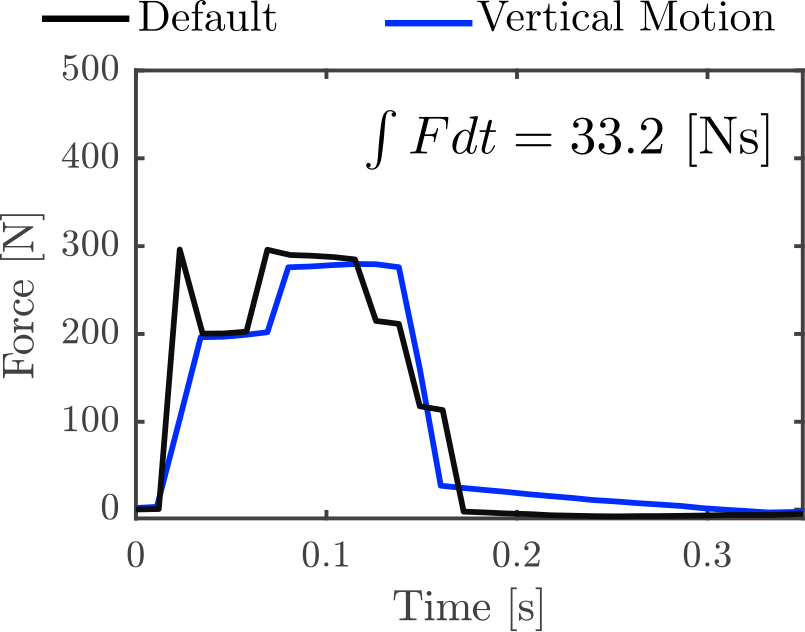 Default Vertical Motion
500
∫ Fdt = 33.2 [Ns]
400
300
200
100
0
Force [N]
0 0.1 0.2 0.3
Time [s]